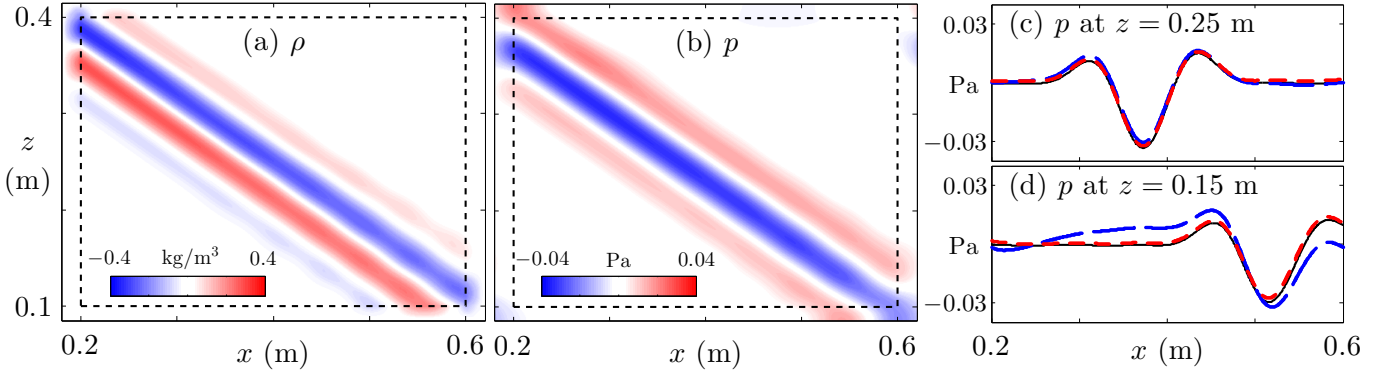 0.4
(a) ρ
z
(m)
−0.4 kg/m³ 0.4
0.1
0.2 x (m) 0.6
(b) p
−0.04 Pa 0.04
0.2 x (m) 0.6
0.03
(c) p at z = 0.25 m
Pa
−0.03
0.03
(d) p at z = 0.15 m
Pa
−0.03
0.2 x (m) 0.6